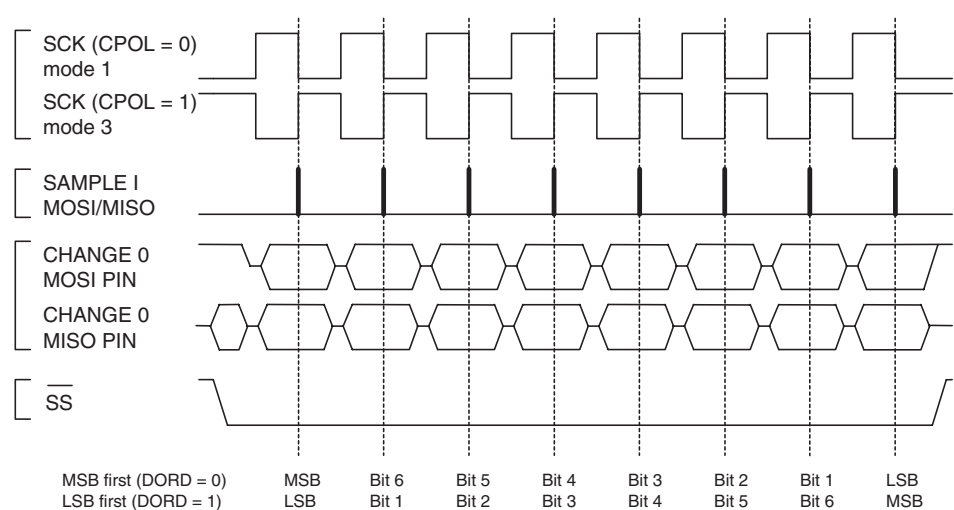 SCK (CPOL = 0)
mode 1
SCK (CPOL = 1)
mode 3
SAMPLE I
MOSI/MISO
CHANGE 0
MOSI PIN
CHANGE 0
MISO PIN
SS
MSB first (DORD = 0) MSB Bit 6 Bit 5 Bit 4 Bit 3 Bit 2 Bit 1 LSB
LSB first (DORD = 1) LSB Bit 1 Bit 2 Bit 3 Bit 4 Bit 5 Bit 6 MSB